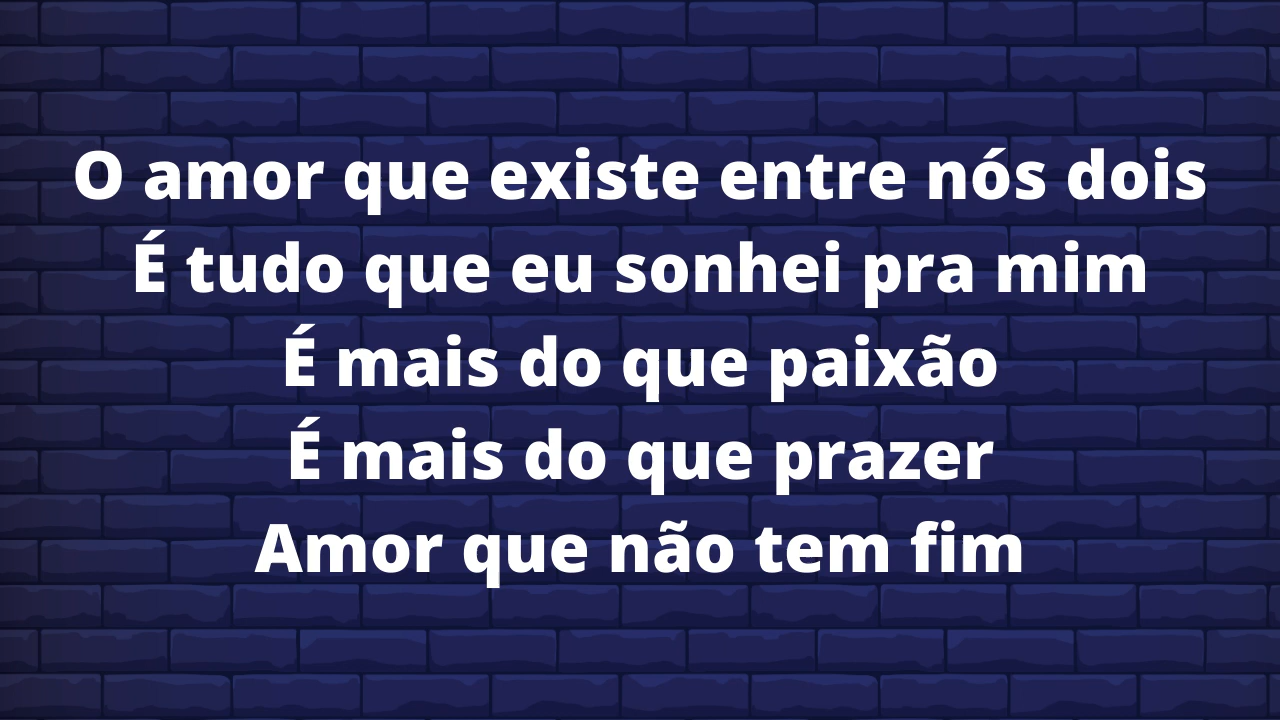 O amor que existe entre nós dois
É tudo que eu sonhei pra mim
É mais do que paixão
É mais do que prazer
Amor que não tem fim